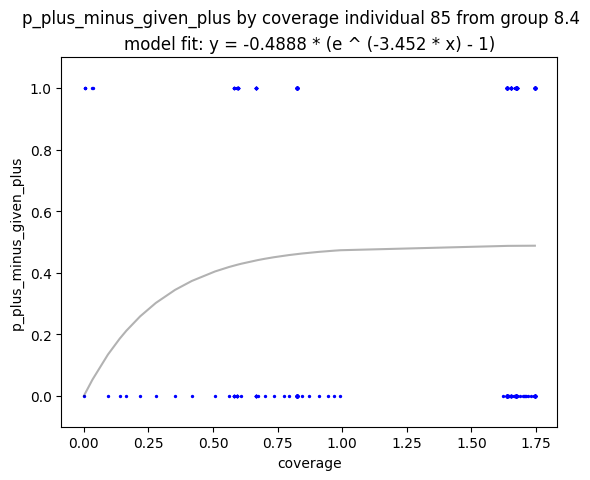 p_plus_minus_given_plus by coverage individual 85 from group 8.4
model fit: y = -0.4888 * (e ^ (-3.452 * x) - 1)
1.0
0.8
0.6
0.4
0.2
0.0
p_plus_minus_given_plus
0.00 0.25 0.50 0.75 1.00 1.25 1.50 1.75
coverage